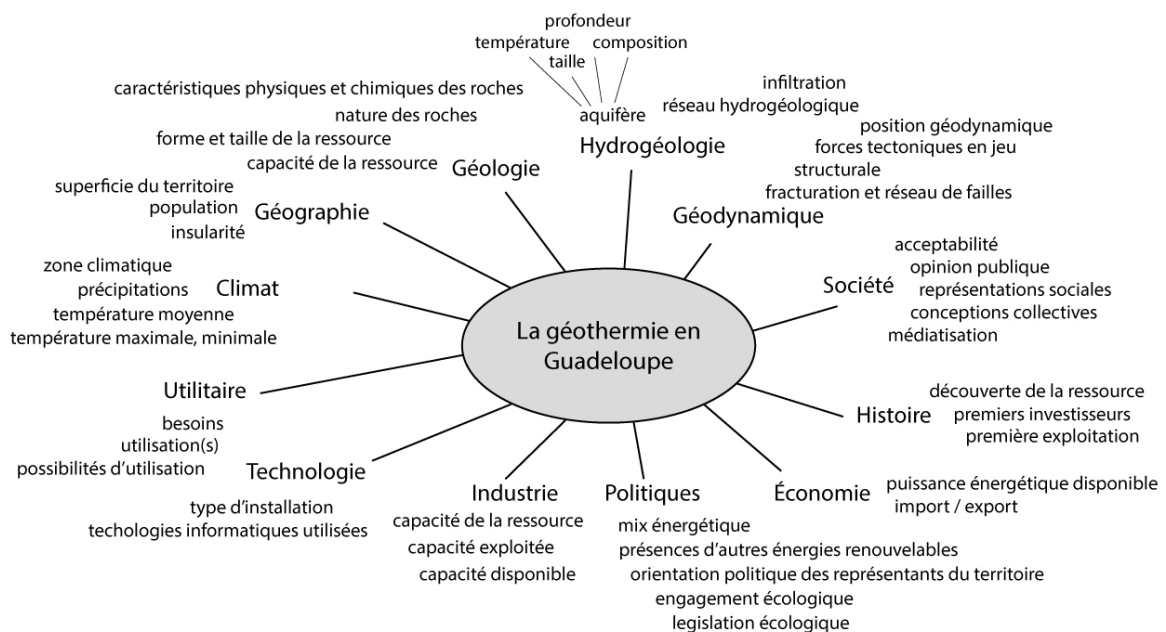 profondeur
température
composition
taille
aquifère
infiltration
réseau hydrogéologique
Hydrogéologie
caractéristiques physiques et chimiques des roches
nature des roches
forme et taille de la ressource
capacité de la ressource
Géologie
position géodynamique
forces tectoniques en jeu
structurale
fracturation et réseau de failles
Géodynamique
superficie du territoire
population
insularité
Géographie
zone climatique
précipitations
température moyenne
température maximale, minimale
Climat
acceptabilité
opinion publique
représentations sociales
conceptions collectives
médiatisation
Société
La géothermie en
Guadeloupe
Utilitaire
besoins
utilisation(s)
possibilités d'utilisation
Histoire
découverte de la ressource
premiers investisseurs
première exploitation
Technologie
type d'installation
techologies informatiques utilisées
Industrie
capacité de la ressource
capacité exploitée
capacité disponible
Politiques
mix énergétique
présences d'autres énergies renouvelables
orientation politique des représentants du territoire
engagement écologique
legislation écologique
Économie
puissance énergétique disponible
import / export